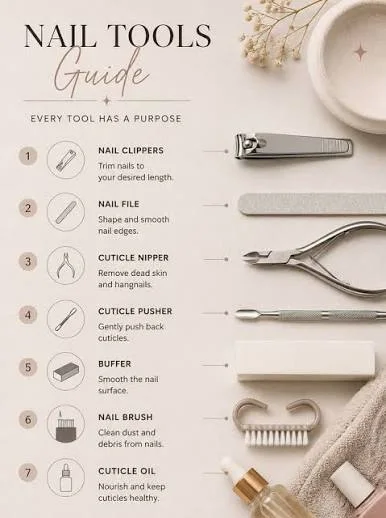 NAIL TOOLS
Guide
EVERY TOOL HAS A PURPOSE
1
NAIL CLIPPERS
Trim nails to
your desired length.
2
NAIL FILE
Shape and smooth
nail edges.
3
CUTICLE NIPPER
Remove dead skin
and hangnails.
4
CUTICLE PUSHER
Gently push back
cuticles.
5
BUFFER
Smooth the nail
surface.
6
NAIL BRUSH
Clean dust and
debris from nails.
7
CUTICLE OIL
Nourish and keep
cuticles healthy.